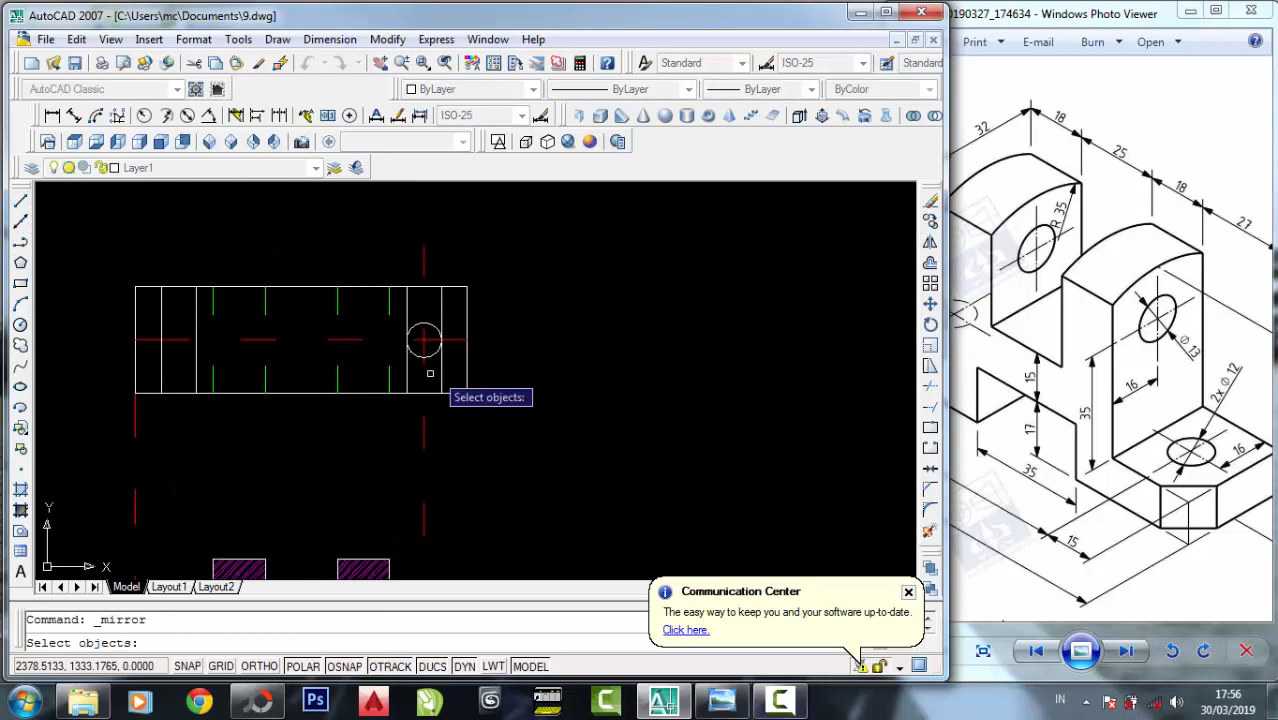 AutoCAD 2007 - [C:\Users\mc\Documents\9.dwg]
File Edit View Insert Format Tools Draw Dimension Modify Express Window Help
Standard ISO-25 Standard
AutoCAD Classic ByLayer ByLayer ByLayer ByColor
ISO-25
Layer1
Select objects:
Y
X
Model Layout1 Layout2
Command: _mirror
Select objects:
2378.5133, 1333.1765, 0.0000 SNAP GRID ORTHO POLAR OSNAP OTRACK DUCS DYN LWT MODEL
Communication Center
The easy way to keep you and your software up-to-date.
Click here.
20190327_174634 - Windows Photo Viewer
Print E-mail Burn Open
32
18
25
18
27
R 35
Ø 13
16
15
35
2x Ø 12
17
16
35
15
Ps
IN 17:56
30/03/2019